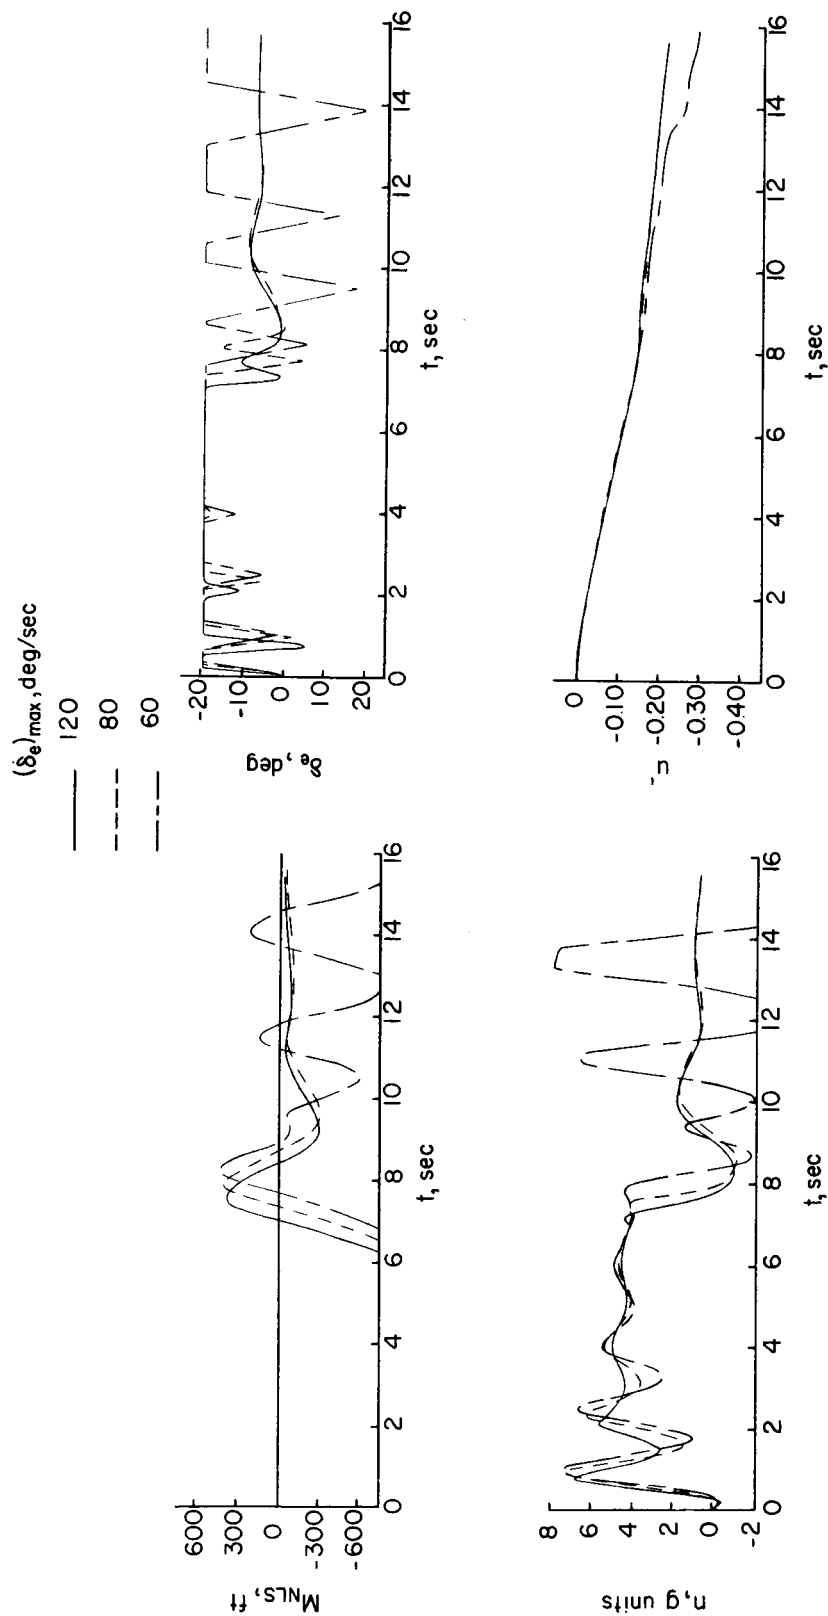 (δ̇e)max, deg/sec
120
80
60
MNLS, ft
600
300
0
-300
-600
0 2 4 6 8 10 12 14 16
t, sec
δe, deg
-20
-10
0
10
20
0 2 4 6 8 10 12 14 16
t, sec
n, g units
8
6
4
2
0
-2
0 2 4 6 8 10 12 14 16
t, sec
u'
0
-0.10
-0.20
-0.30
-0.40
0 2 4 6 8 10 12 14 16
t, sec